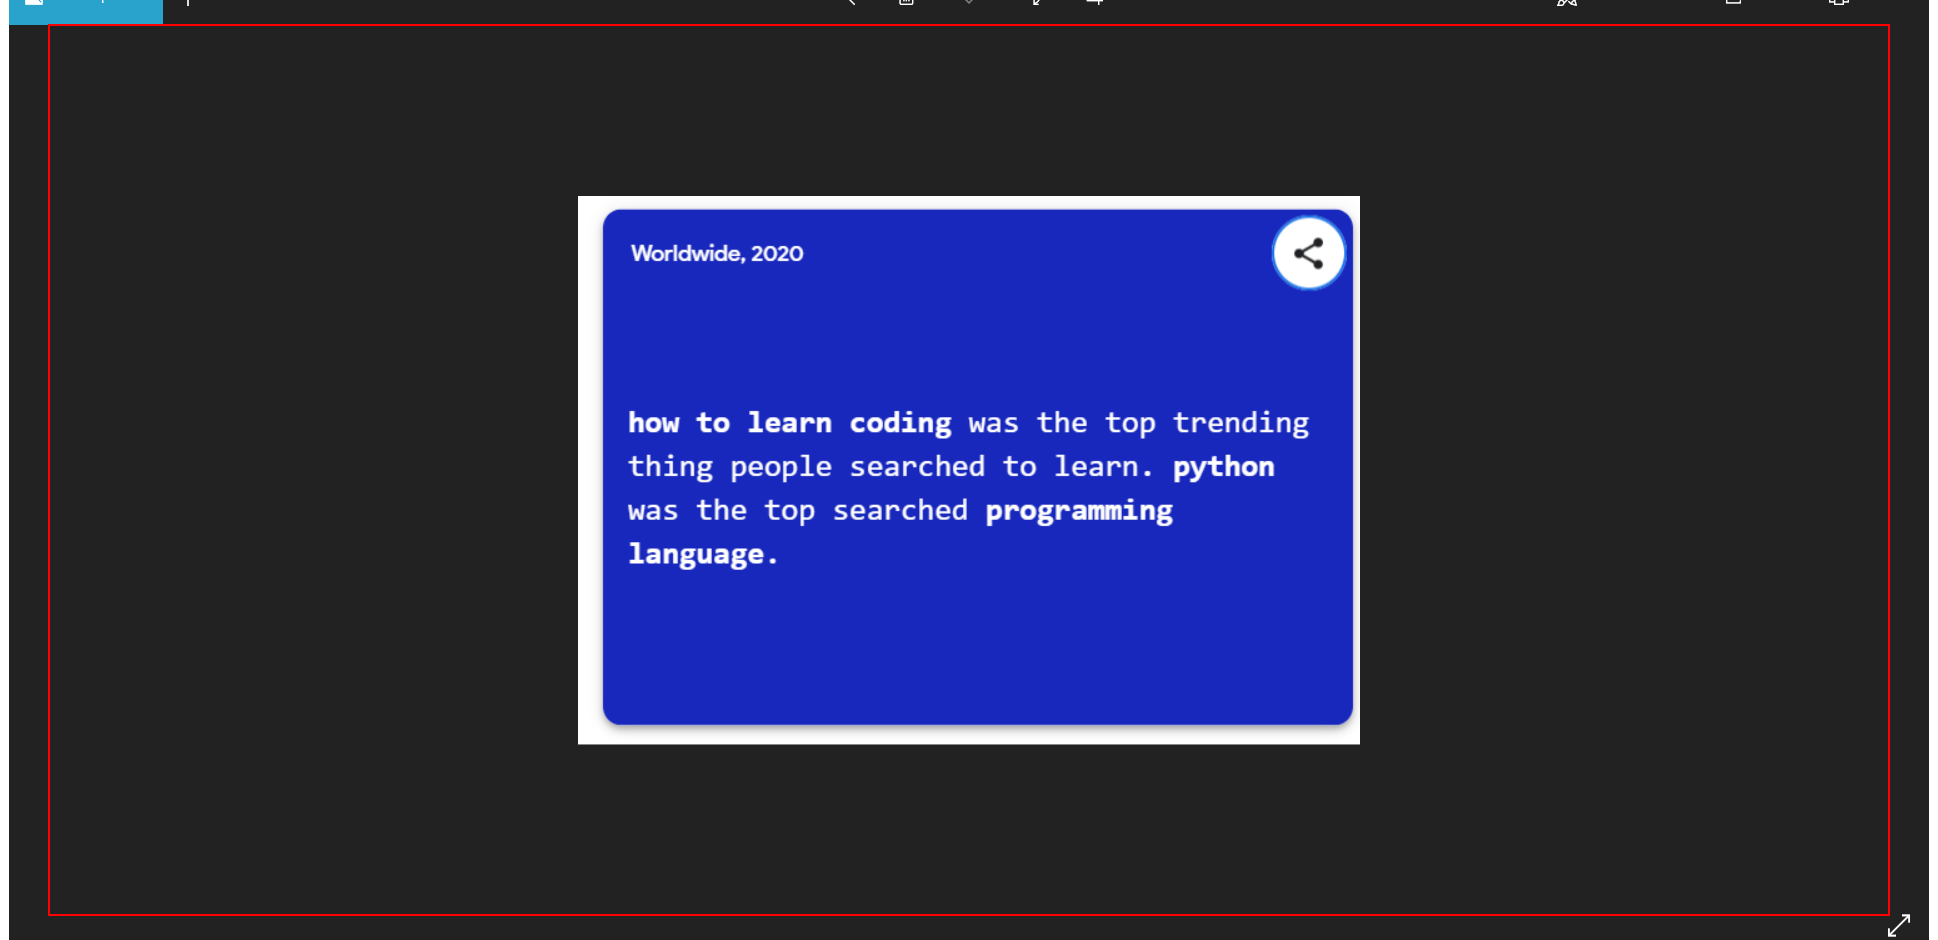 Worldwide, 2020
how to learn coding was the top trending
thing people searched to learn. python
was the top searched programming
language.